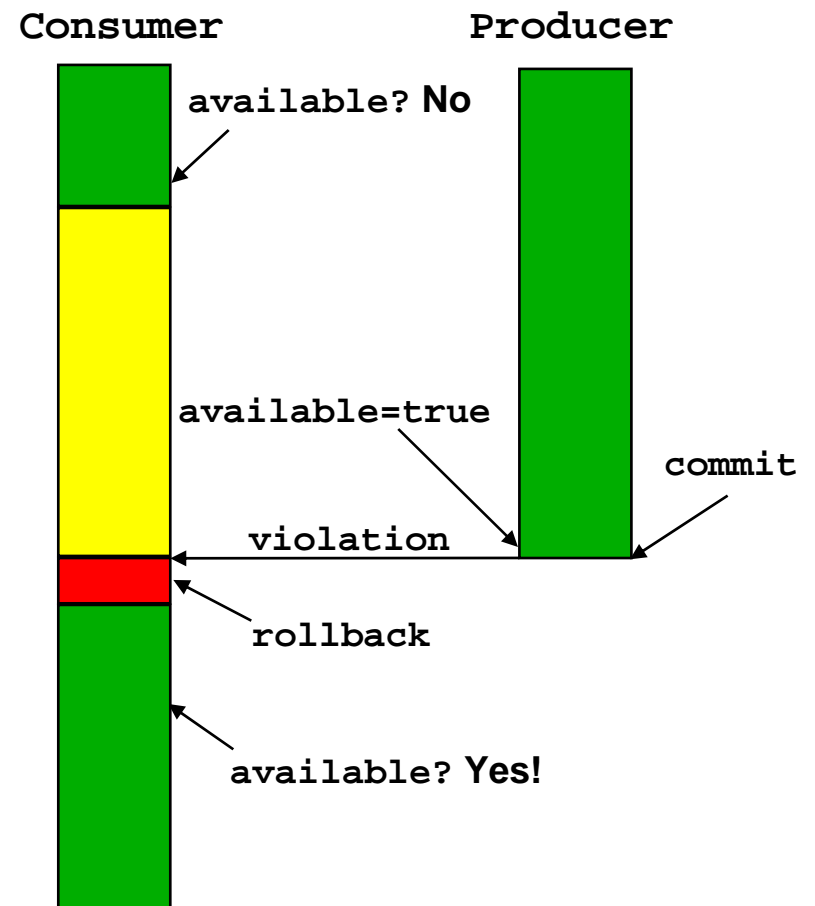 Consumer
Producer
available? No
available=true
commit
violation
rollback
available? Yes!